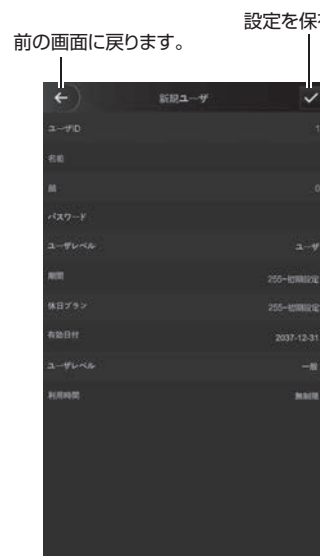 設定を保存
前の画面に戻ります。
新規ユーザ
ユーザID 1
名前
顔 0
パスワード
ユーザレベル ユーザ
期間 255-初期設定
休日プラン 255-初期設定
有効日付 2037-12-31
ユーザレベル 一般
利用時間 無制限